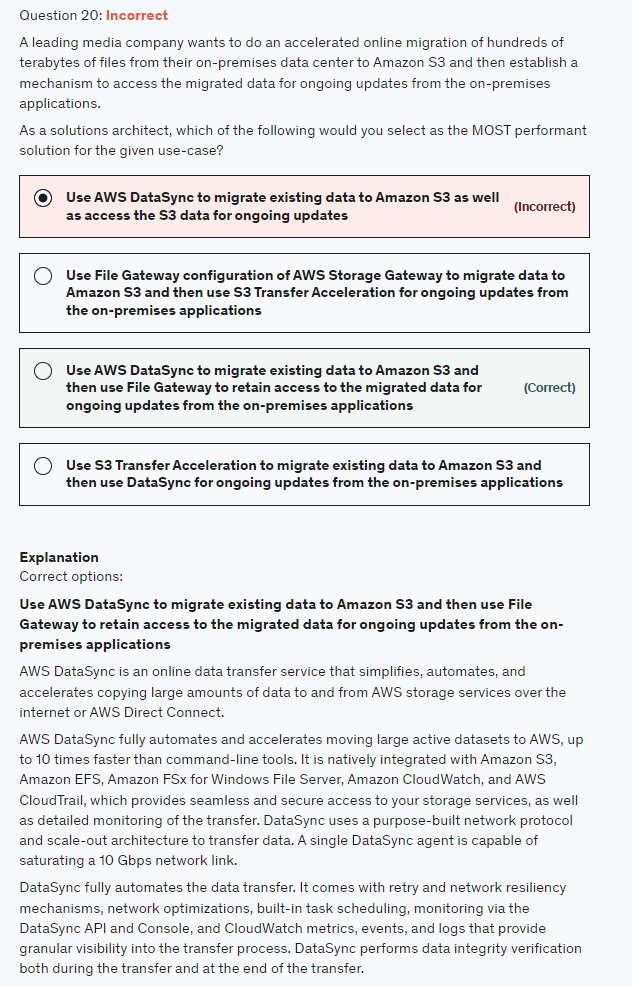 Question 20: Incorrect
A leading media company wants to do an accelerated online migration of hundreds of
terabytes of files from their on-premises data center to Amazon S3 and then establish a
mechanism to access the migrated data for ongoing updates from the on-premises
applications.
As a solutions architect, which of the following would you select as the MOST performant
solution for the given use-case?
Use AWS DataSync to migrate existing data to Amazon S3 as well
as access the S3 data for ongoing updates
(Incorrect)
Use File Gateway configuration of AWS Storage Gateway to migrate data to
Amazon S3 and then use S3 Transfer Acceleration for ongoing updates from
the on-premises applications
Use AWS DataSync to migrate existing data to Amazon S3 and
then use File Gateway to retain access to the migrated data for
ongoing updates from the on-premises applications
(Correct)
Use S3 Transfer Acceleration to migrate existing data to Amazon S3 and
then use DataSync for ongoing updates from the on-premises applications
Explanation
Correct options:
Use AWS DataSync to migrate existing data to Amazon S3 and then use File
Gateway to retain access to the migrated data for ongoing updates from the on-
premises applications
AWS DataSync is an online data transfer service that simplifies, automates, and
accelerates copying large amounts of data to and from AWS storage services over the
internet or AWS Direct Connect.
AWS DataSync fully automates and accelerates moving large active datasets to AWS, up
to 10 times faster than command-line tools. It is natively integrated with Amazon S3,
Amazon EFS, Amazon FSx for Windows File Server, Amazon CloudWatch, and AWS
CloudTrail, which provides seamless and secure access to your storage services, as well
as detailed monitoring of the transfer. DataSync uses a purpose-built network protocol
and scale-out architecture to transfer data. A single DataSync agent is capable of
saturating a 10 Gbps network link.
DataSync fully automates the data transfer. It comes with retry and network resiliency
mechanisms, network optimizations, built-in task scheduling, monitoring via the
DataSync API and Console, and CloudWatch metrics, events, and logs that provide
granular visibility into the transfer process. DataSync performs data integrity verification
both during the transfer and at the end of the transfer.